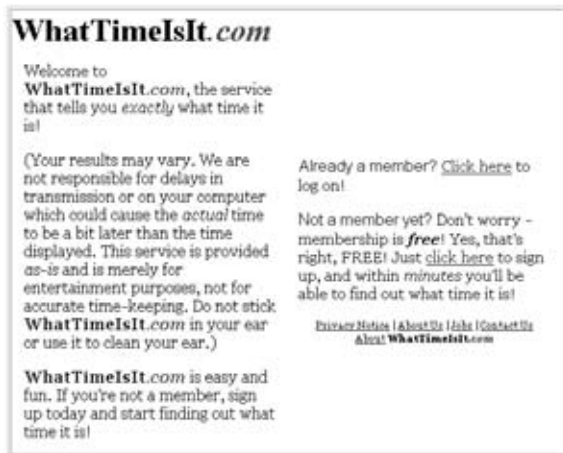 WhatTimeIsIt.com
Welcome to
WhatTimeIsIt.com, the service
that tells you exactly what time it
is!
(Your results may vary. We are
not responsible for delays in
transmission or on your computer
which could cause the actual time
to be a bit later than the time
displayed. This service is provided
as-is and is merely for
entertainment purposes, not for
accurate time-keeping. Do not stick
WhatTimeIsIt.com in your ear
or use it to clean your ear.)
WhatTimeIsIt.com is easy and
fun. If you're not a member, sign
up today and start finding out what
time it is!
Already a member? Click here to
log on!
Not a member yet? Don't worry -
membership is free! Yes, that's
right, FREE! Just click here to sign
up, and within minutes you'll be
able to find out what time it is!
Privacy Notice | About Us | Jobs | Contact Us
About WhatTimeIsIt.com